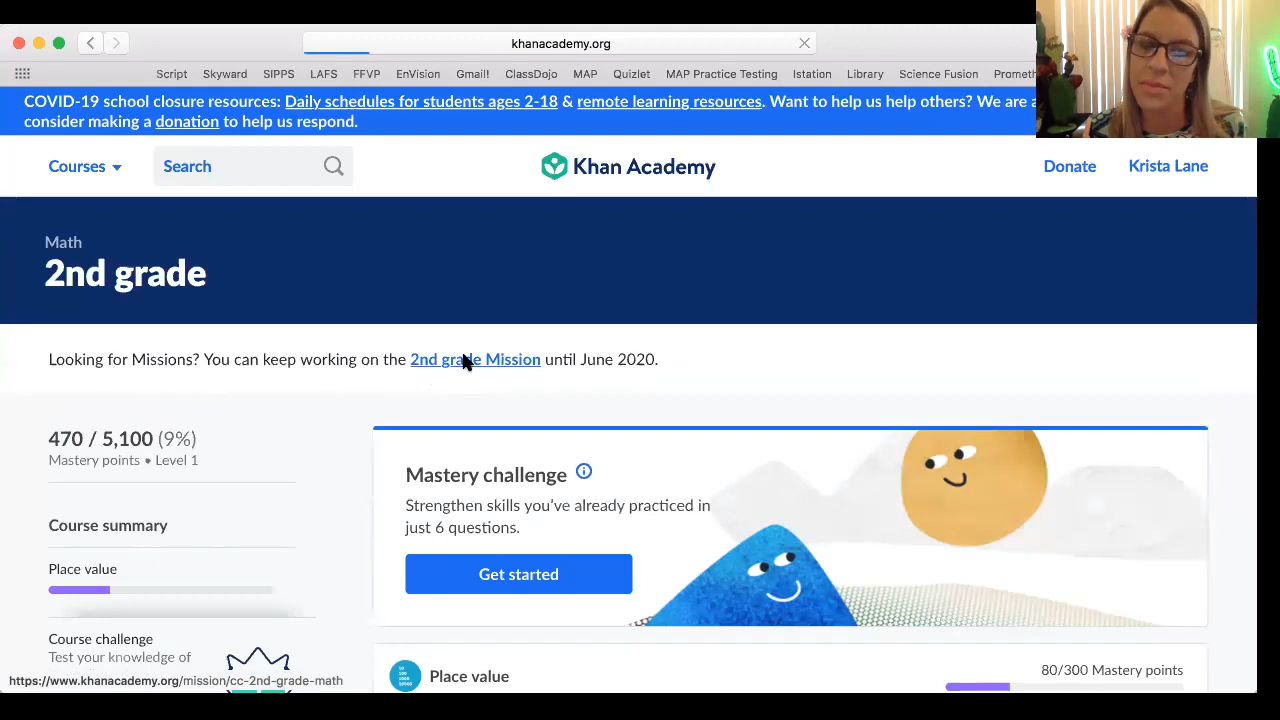 khanacademy.org
Script Skyward SIPPS LAFS FFVP EnVision Gmail ClassDojo MAP Quizlet MAP Practice Testing Istation Library Science Fusion Prometh
COVID-19 school closure resources: Daily schedules for students ages 2-18 & remote learning resources. Want to help us help others? We are a
consider making a donation to help us respond.
Courses Search Khan Academy Donate Krista Lane
Math
2nd grade
Looking for Missions? You can keep working on the 2nd grade Mission until June 2020.
470 / 5,100 (9%)
Mastery points • Level 1
Course summary
Place value
Course challenge
Test your knowledge of
Mastery challenge
Strengthen skills you've already practiced in
just 6 questions.
Get started
Place value
80/300 Mastery points
https://www.khanacademy.org/mission/cc-2nd-grade-math